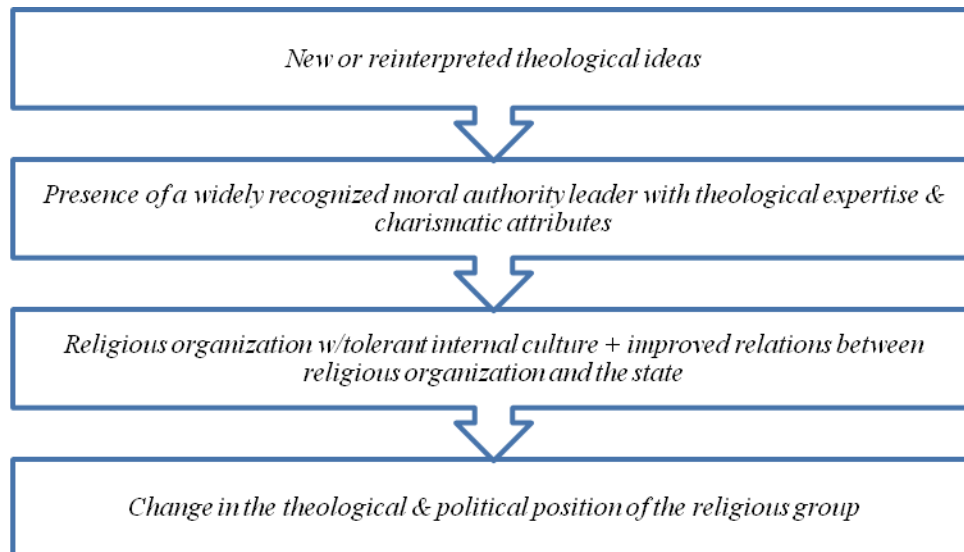 New or reinterpreted theological ideas
Presence of a widely recognized moral authority leader with theological expertise &
charismatic attributes
Religious organization w/tolerant internal culture + improved relations between
religious organization and the state
Change in the theological & political position of the religious group